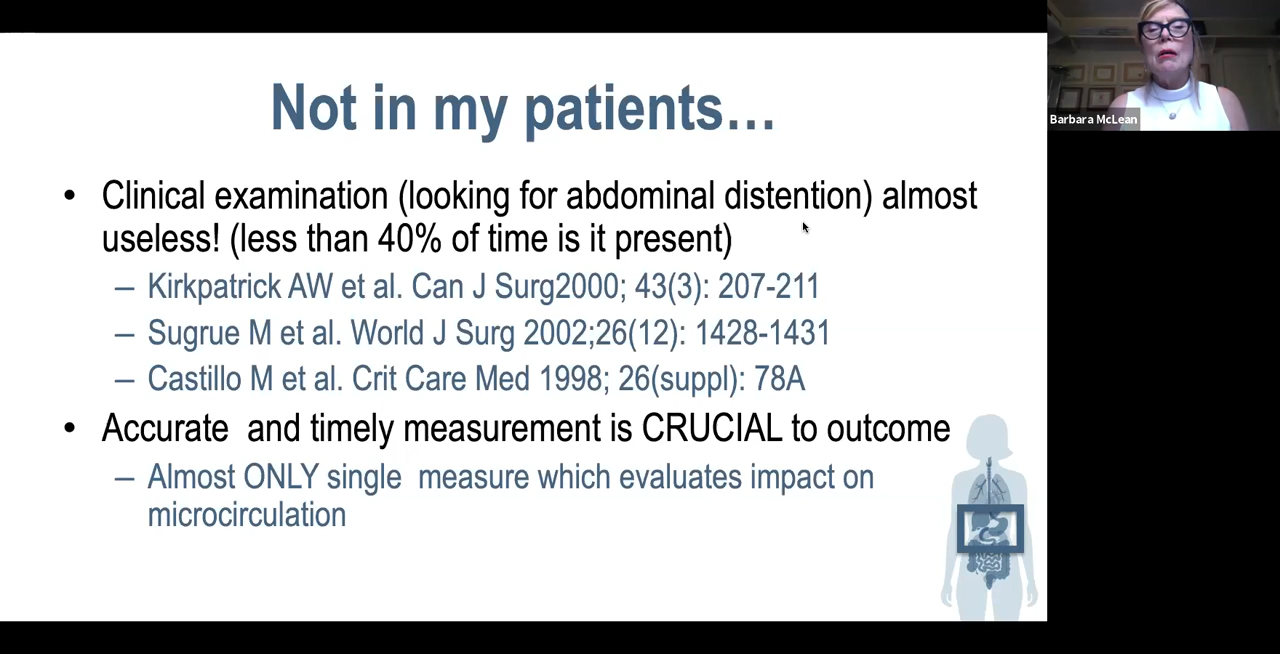 Not in my patients…
• Clinical examination (looking for abdominal distention) almost
useless! (less than 40% of time is it present)
– Kirkpatrick AW et al. Can J Surg2000; 43(3): 207-211
– Sugrue M et al. World J Surg 2002;26(12): 1428-1431
– Castillo M et al. Crit Care Med 1998; 26(suppl): 78A
• Accurate  and timely measurement is CRUCIAL to outcome
– Almost ONLY single  measure which evaluates impact on
microcirculation
Barbara McLean